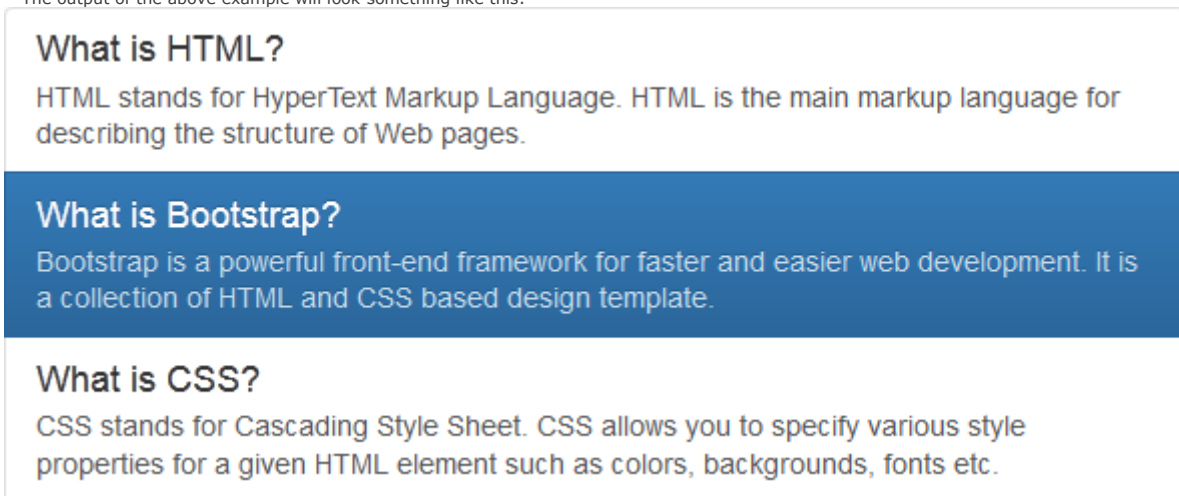 The output of the above example will look something like this:
What is HTML?
HTML stands for HyperText Markup Language. HTML is the main markup language for
describing the structure of Web pages.
What is Bootstrap?
Bootstrap is a powerful front-end framework for faster and easier web development. It is
a collection of HTML and CSS based design template.
What is CSS?
CSS stands for Cascading Style Sheet. CSS allows you to specify various style
properties for a given HTML element such as colors, backgrounds, fonts etc.